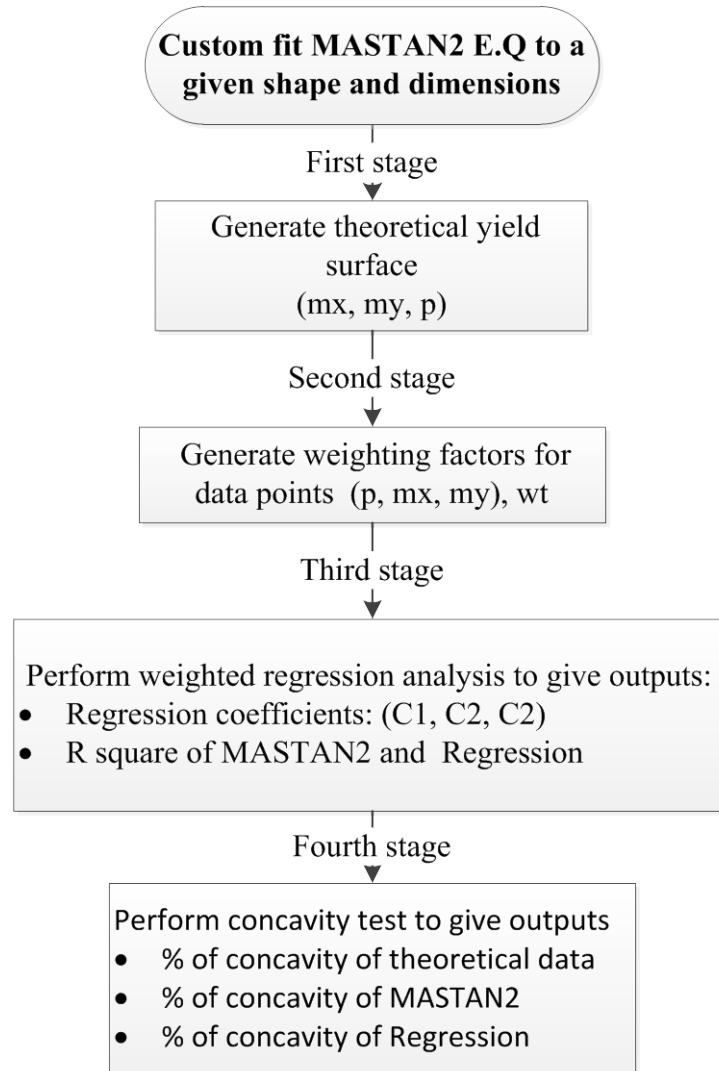 Custom fit MASTAN2 E.Q to a
given shape and dimensions
First stage
Generate theoretical yield
surface
(mx, my, p)
Second stage
Generate weighting factors for
data points (p, mx, my), wt
Third stage
Perform weighted regression analysis to give outputs:
• Regression coefficients: (C1, C2, C2)
• R square of MASTAN2 and Regression
Fourth stage
Perform concavity test to give outputs
• % of concavity of theoretical data
• % of concavity of MASTAN2
• % of concavity of Regression